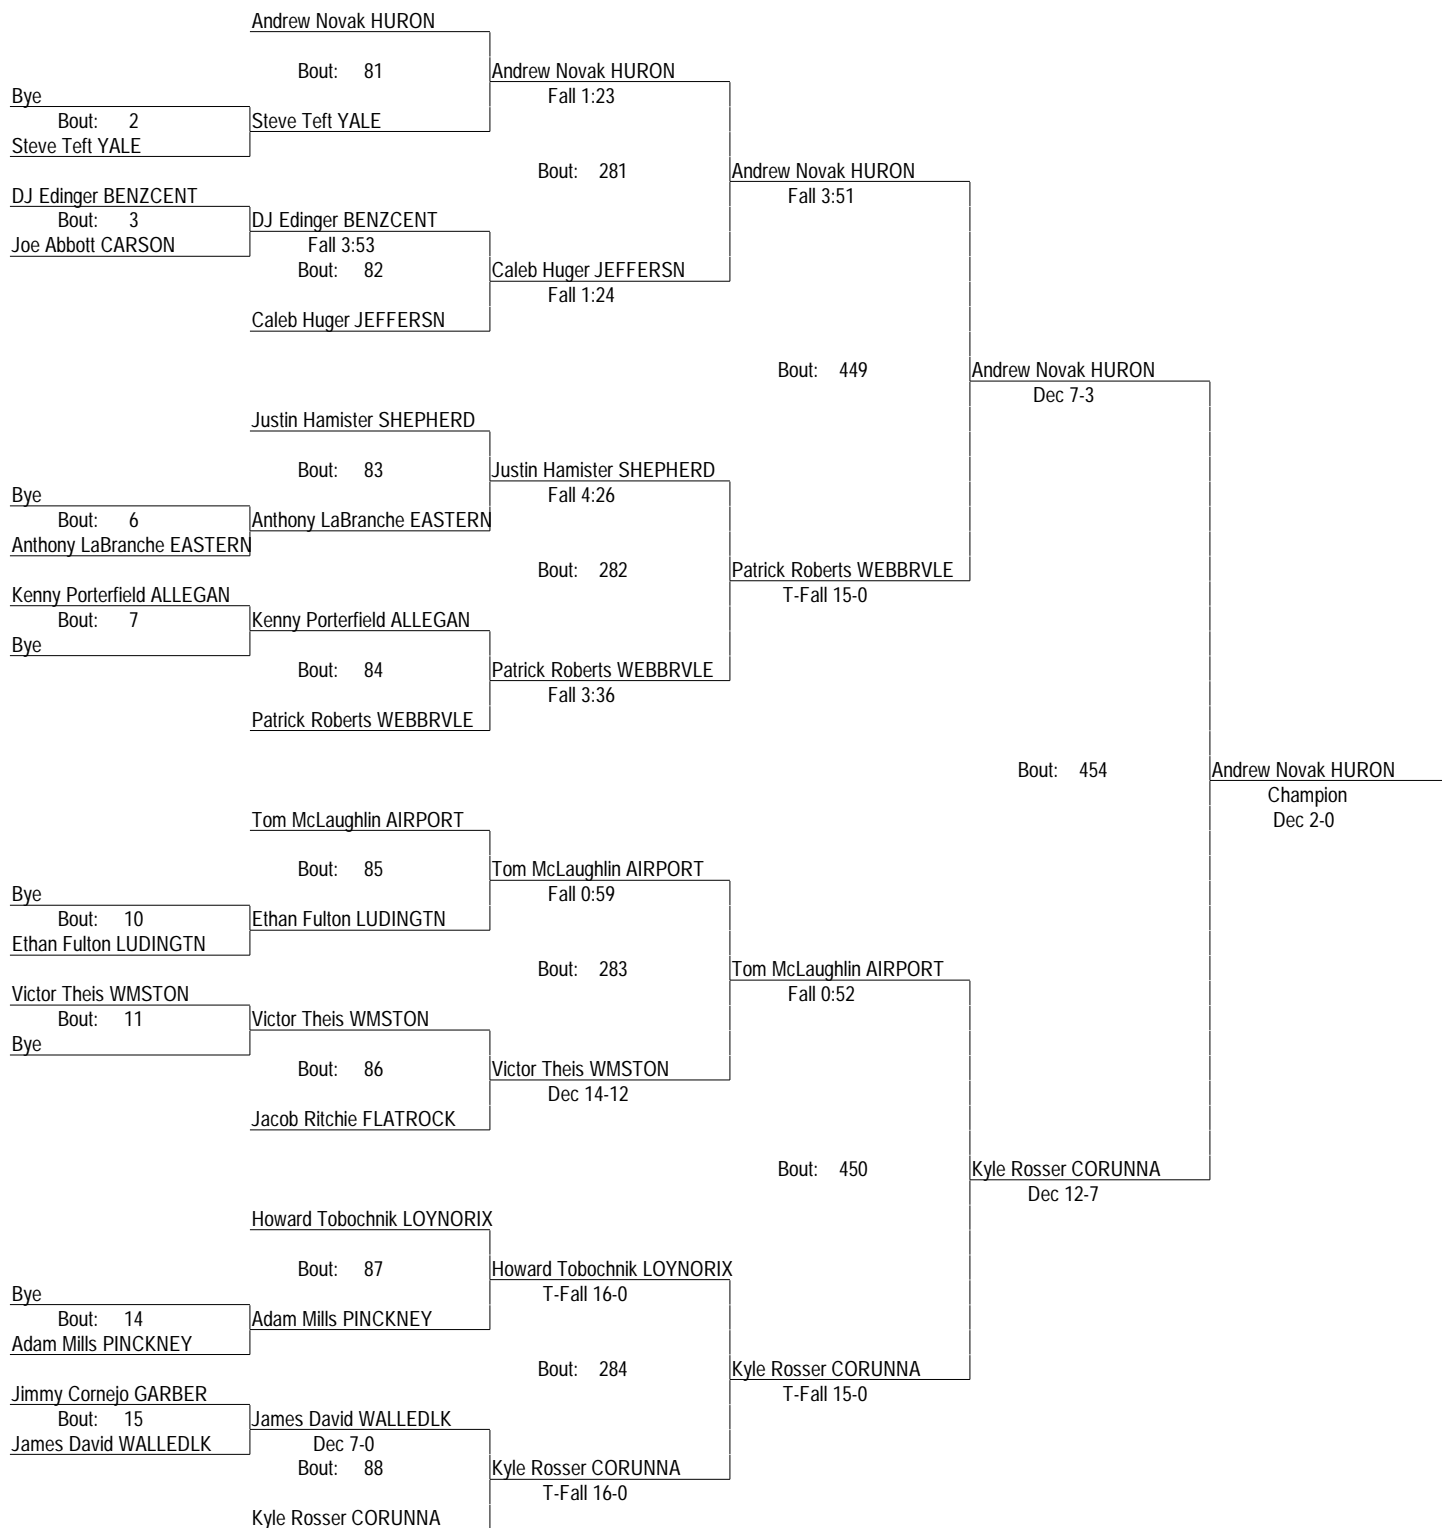 Andrew Novak HURON
Bout: 81 Andrew Novak HURON
Bye Fall 1:23
Bout: 2 Steve Teft YALE
Steve Teft YALE
Bout: 281 Andrew Novak HURON
DJ Edinger BENZCENT Fall 3:51
Bout: 3 DJ Edinger BENZCENT
Joe Abbott CARSON Fall 3:53
Bout: 82 Caleb Huger JEFFERSN
Fall 1:24
Caleb Huger JEFFERSN
Bout: 449 Andrew Novak HURON
Dec 7-3
Justin Hamister SHEPHERD
Bout: 83 Justin Hamister SHEPHERD
Bye Fall 4:26
Bout: 6 Anthony LaBranche EASTERN
Anthony LaBranche EASTERN
Bout: 282 Patrick Roberts WEBBRVLE
Kenny Porterfield ALLEGAN T-Fall 15-0
Bout: 7 Kenny Porterfield ALLEGAN
Bye
Bout: 84 Patrick Roberts WEBBRVLE
Fall 3:36
Patrick Roberts WEBBRVLE
Bout: 454 Andrew Novak HURON
Champion
Tom McLaughlin AIRPORT Dec 2-0
Bout: 85 Tom McLaughlin AIRPORT
Bye Fall 0:59
Bout: 10 Ethan Fulton LUDINGTN
Ethan Fulton LUDINGTN
Bout: 283 Tom McLaughlin AIRPORT
Victor Theis WMSTON Fall 0:52
Bout: 11 Victor Theis WMSTON
Bye
Bout: 86 Victor Theis WMSTON
Dec 14-12
Jacob Ritchie FLATROCK
Bout: 450 Kyle Rosser CORUNNA
Dec 12-7
Howard Tobochnik LOYNORIX
Bout: 87 Howard Tobochnik LOYNORIX
Bye T-Fall 16-0
Bout: 14 Adam Mills PINCKNEY
Adam Mills PINCKNEY
Bout: 284 Kyle Rosser CORUNNA
Jimmy Cornejo GARBER T-Fall 15-0
Bout: 15 James David WALLEDLK
James David WALLEDLK Dec 7-0
Bout: 88 Kyle Rosser CORUNNA
T-Fall 16-0
Kyle Rosser CORUNNA